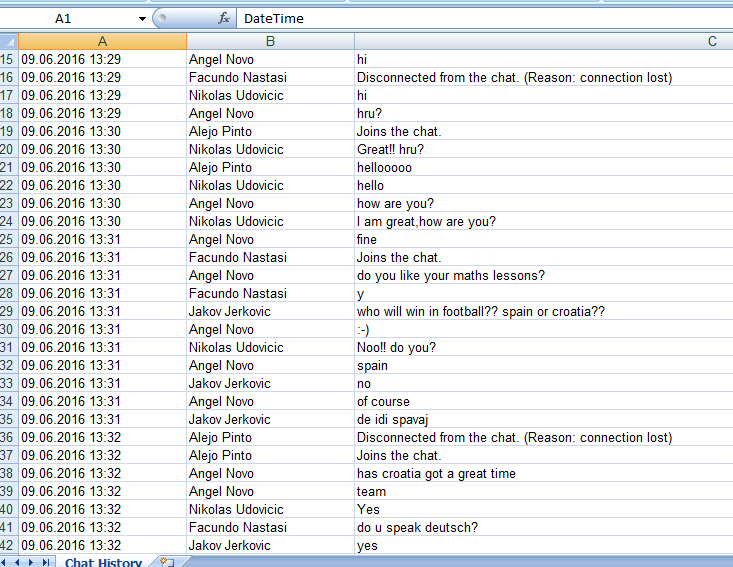 A1 fx DateTime
A B C
15 09.06.2016 13:29 Angel Novo hi
16 09.06.2016 13:29 Facundo Nastasi Disconnected from the chat. (Reason: connection lost)
17 09.06.2016 13:29 Nikolas Udovicic hi
18 09.06.2016 13:29 Angel Novo hru?
19 09.06.2016 13:30 Alejo Pinto Joins the chat.
20 09.06.2016 13:30 Nikolas Udovicic Great!! hru?
21 09.06.2016 13:30 Alejo Pinto hellooooo
22 09.06.2016 13:30 Nikolas Udovicic hello
23 09.06.2016 13:30 Angel Novo how are you?
24 09.06.2016 13:30 Nikolas Udovicic I am great,how are you?
25 09.06.2016 13:31 Angel Novo fine
26 09.06.2016 13:31 Facundo Nastasi Joins the chat.
27 09.06.2016 13:31 Angel Novo do you like your maths lessons?
28 09.06.2016 13:31 Facundo Nastasi y
29 09.06.2016 13:31 Jakov Jerkovic who will win in football?? spain or croatia??
30 09.06.2016 13:31 Angel Novo :-)
31 09.06.2016 13:31 Nikolas Udovicic Noo!! do you?
32 09.06.2016 13:31 Angel Novo spain
33 09.06.2016 13:31 Jakov Jerkovic no
34 09.06.2016 13:31 Angel Novo of course
35 09.06.2016 13:31 Jakov Jerkovic de idi spavaj
36 09.06.2016 13:32 Alejo Pinto Disconnected from the chat. (Reason: connection lost)
37 09.06.2016 13:32 Alejo Pinto Joins the chat.
38 09.06.2016 13:32 Angel Novo has croatia got a great time
39 09.06.2016 13:32 Angel Novo team
40 09.06.2016 13:32 Nikolas Udovicic Yes
41 09.06.2016 13:32 Facundo Nastasi do u speak deutsch?
42 09.06.2016 13:32 Jakov Jerkovic yes
Chat History